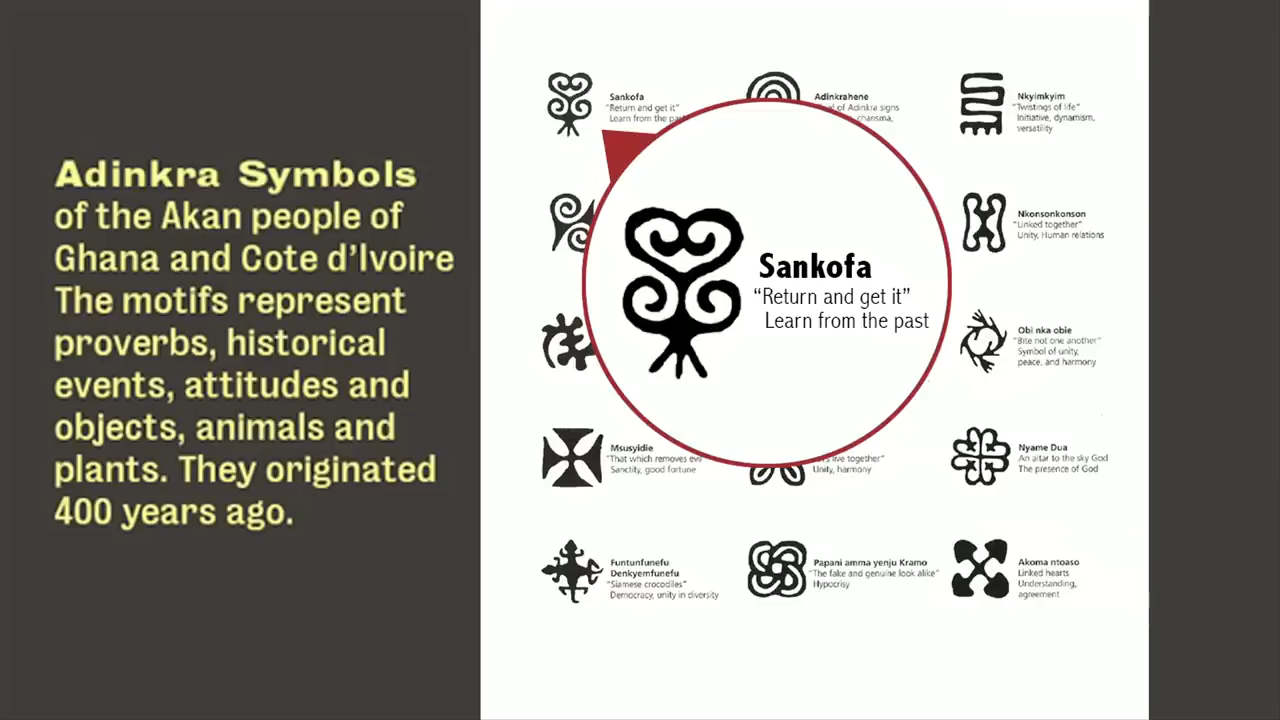 Adinkra Symbols
of the Akan people of
Ghana and Cote d’Ivoire
The motifs represent
proverbs, historical
events, attitudes and
objects, animals and
plants. They originated
400 years ago.
Sankofa
"Return and get it"
Learn from the
Adinkrahene
of Adinkra signs
charisma,
Nkyimkyim
"Twistings of life"
Initiative, dynamism,
versatility
Sankofa
“Return and get it”
Learn from the past
Nkonsonkonson
"Linked together"
Unity, Human relations
Obi nka obie
"Bite not one another"
Symbol of unity,
peace, and harmony
Msusyidie
"That which removes
Sanctity, good fortune
live together"
Unity, harmony
Nyame Dua
An altar to the sky God
The presence of God
Funtunfunefu
Denkyemfunefu
"Siamese crocodiles"
Democracy, unity in diversity
Papani amma yenju Kramo
"The fake and genuine look alike"
Hypocrisy
Akoma ntoaso
Linked hearts
Understanding,
agreement